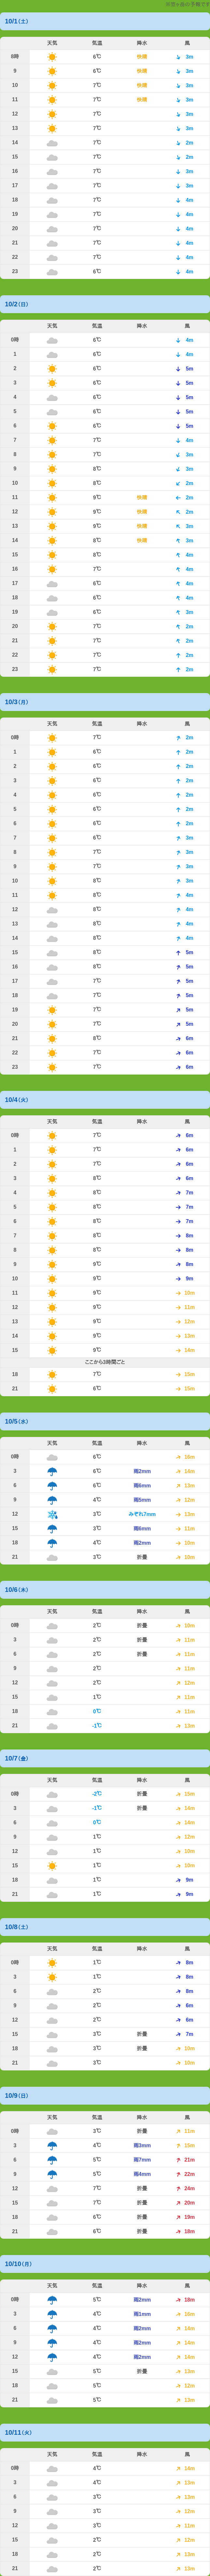 10/1(土)
天気 気温 降水 風
8時 6℃ 快晴 3m
9 6℃ 快晴 3m
10 7℃ 快晴 3m
11 7℃ 快晴 3m
12 7℃ 3m
13 7℃ 3m
14 7℃ 2m
15 7℃ 2m
16 7℃ 3m
17 7℃ 3m
18 7℃ 4m
19 7℃ 4m
20 7℃ 4m
21 7℃ 4m
22 7℃ 4m
23 6℃ 4m
10/2(日)
天気 気温 降水 風
0時 6℃ 4m
1 6℃ 4m
2 6℃ 5m
3 6℃ 5m
4 6℃ 5m
5 6℃ 5m
6 6℃ 5m
7 7℃ 4m
8 7℃ 3m
9 8℃ 3m
10 8℃ 2m
11 9℃ 快晴 2m
12 9℃ 快晴 2m
13 9℃ 快晴 3m
14 8℃ 快晴 3m
15 8℃ 4m
16 7℃ 4m
17 6℃ 4m
18 6℃ 4m
19 6℃ 3m
20 7℃ 2m
21 7℃ 2m
22 7℃ 2m
23 7℃ 2m
10/3(月)
天気 気温 降水 風
0時 7℃ 2m
1 6℃ 2m
2 6℃ 2m
3 6℃ 2m
4 6℃ 2m
5 6℃ 2m
6 6℃ 2m
7 6℃ 3m
8 7℃ 3m
9 7℃ 3m
10 8℃ 3m
11 8℃ 4m
12 8℃ 4m
13 8℃ 4m
14 8℃ 4m
15 8℃ 5m
16 8℃ 5m
17 7℃ 5m
18 7℃ 5m
19 7℃ 5m
20 7℃ 5m
21 8℃ 6m
22 7℃ 6m
23 7℃ 6m
10/4(火)
天気 気温 降水 風
0時 7℃ 6m
1 7℃ 6m
2 7℃ 6m
3 8℃ 6m
4 8℃ 7m
5 8℃ 7m
6 8℃ 7m
7 8℃ 8m
8 8℃ 8m
9 9℃ 8m
10 9℃ 9m
11 9℃ 10m
12 9℃ 11m
13 9℃ 12m
14 9℃ 13m
15 9℃ 14m
ここから3時間ごと
18 7℃ 15m
21 6℃ 15m
10/5(水)
天気 気温 降水 風
0時 6℃ 16m
3 6℃ 雨2mm 14m
6 6℃ 雨6mm 13m
9 4℃ 雨5mm 12m
12 3℃ みぞれ7mm 13m
15 3℃ 雨8mm 11m
18 4℃ 雨2mm 10m
21 3℃ 折畳 10m
10/6(木)
天気 気温 降水 風
0時 2℃ 折畳 10m
3 2℃ 折畳 11m
6 2℃ 折畳 11m
9 2℃ 11m
12 2℃ 12m
15 1℃ 11m
18 0℃ 11m
21 -1℃ 13m
10/7(金)
天気 気温 降水 風
0時 -2℃ 折畳 15m
3 -1℃ 折畳 14m
6 0℃ 14m
9 1℃ 12m
12 1℃ 10m
15 1℃ 10m
18 1℃ 9m
21 1℃ 9m
10/8(土)
天気 気温 降水 風
0時 1℃ 8m
3 1℃ 8m
6 2℃ 8m
9 2℃ 6m
12 2℃ 6m
15 3℃ 折畳 7m
18 3℃ 折畳 10m
21 3℃ 10m
10/9(日)
天気 気温 降水 風
0時 3℃ 折畳 11m
3 4℃ 雨3mm 15m
6 5℃ 雨7mm 21m
9 5℃ 雨4mm 22m
12 7℃ 折畳 24m
15 7℃ 折畳 20m
18 6℃ 折畳 19m
21 6℃ 折畳 18m
10/10(月)
天気 気温 降水 風
0時 5℃ 雨2mm 18m
3 4℃ 雨1mm 16m
6 4℃ 雨2mm 14m
9 4℃ 雨2mm 14m
12 4℃ 雨2mm 14m
15 5℃ 折畳 13m
18 5℃ 12m
21 5℃ 13m
10/11(火)
天気 気温 降水 風
0時 4℃ 14m
3 4℃ 13m
6 3℃ 13m
9 3℃ 12m
12 3℃ 11m
15 2℃ 12m
18 2℃ 13m
21 2℃ 13m